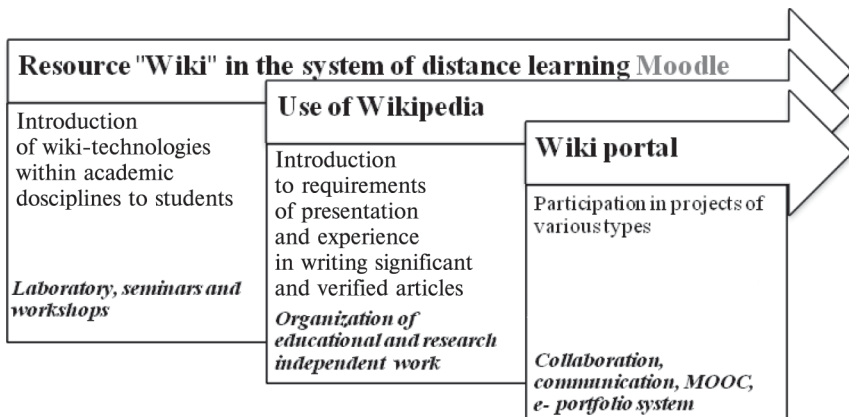 Resource "Wiki" in the system of distance learning Moodle
Introduction
of wiki-technologies
within academic
dosciplines to students
Laboratory, seminars and
workshops
Use of Wikipedia
Introduction
to requirements
of presentation
and experience
in writing significant
and verified articles
Organization of
educational and research
independent work
Wiki portal
Participation in projects of
various types
Collaboration,
communication, MOOC,
e- portfolio system